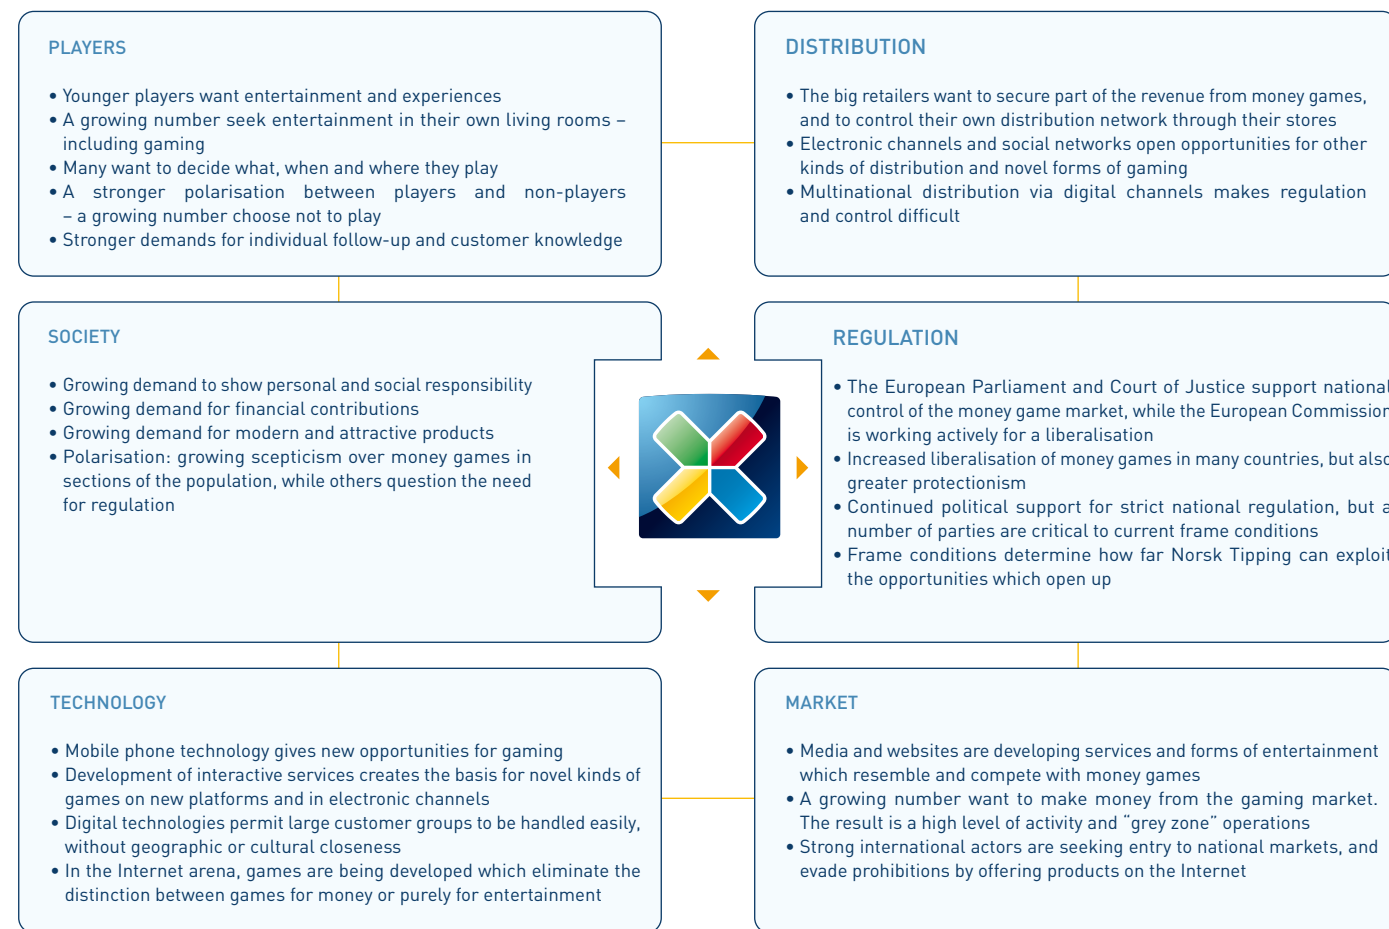 PLAYERS
• Younger players want entertainment and experiences
• A growing number seek entertainment in their own living rooms –
including gaming
• Many want to decide what, when and where they play
• A stronger polarisation between players and non-players
– a growing number choose not to play
• Stronger demands for individual follow-up and customer knowledge
DISTRIBUTION
• The big retailers want to secure part of the revenue from money games,
and to control their own distribution network through their stores
• Electronic channels and social networks open opportunities for other
kinds of distribution and novel forms of gaming
• Multinational distribution via digital channels makes regulation
and control difficult
SOCIETY
• Growing demand to show personal and social responsibility
• Growing demand for financial contributions
• Growing demand for modern and attractive products
• Polarisation: growing scepticism over money games in
sections of the population, while others question the need
for regulation
REGULATION
• The European Parliament and Court of Justice support national
control of the money game market, while the European Commission
is working actively for a liberalisation
• Increased liberalisation of money games in many countries, but also
greater protectionism
• Continued political support for strict national regulation, but a
number of parties are critical to current frame conditions
• Frame conditions determine how far Norsk Tipping can exploit
the opportunities which open up
TECHNOLOGY
• Mobile phone technology gives new opportunities for gaming
• Development of interactive services creates the basis for novel kinds of
games on new platforms and in electronic channels
• Digital technologies permit large customer groups to be handled easily,
without geographic or cultural closeness
• In the Internet arena, games are being developed which eliminate the
distinction between games for money or purely for entertainment
MARKET
• Media and websites are developing services and forms of entertainment
which resemble and compete with money games
• A growing number want to make money from the gaming market.
The result is a high level of activity and “grey zone” operations
• Strong international actors are seeking entry to national markets, and
evade prohibitions by offering products on the Internet